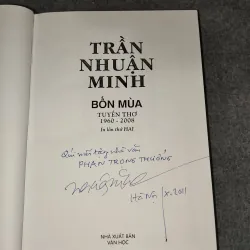 TRẦN
NHUẬN
MINH
BỐN MÙA
TUYỂN THƠ
1960 - 2008
In lần thứ HAI
Quí mến tặng nhà văn
PHAN TRỌNG THƯỞNG
Hà Nội X.2011
NHÀ XUẤT BẢN
VĂN HỌC